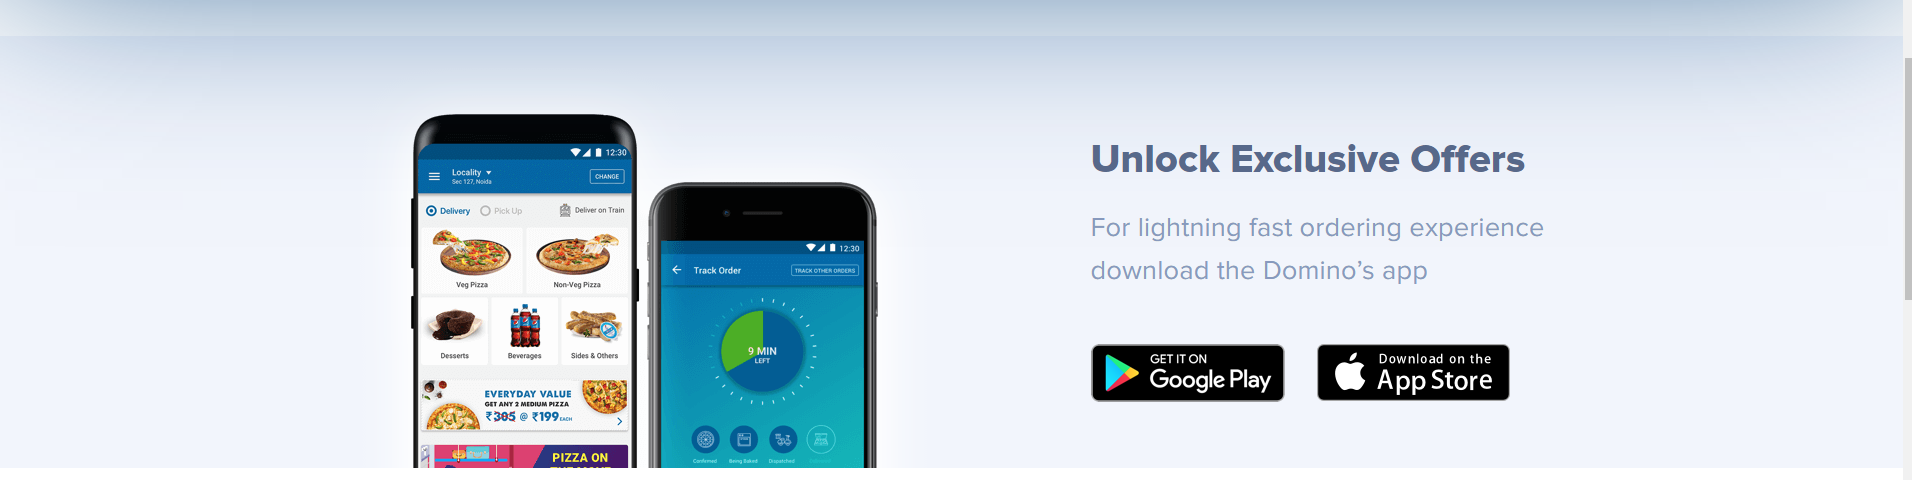 12:30
Locality
Sec 127, Noida
CHANGE
Delivery
Pick Up
Deliver on Train
Veg Pizza
Non-Veg Pizza
Desserts
Beverages
Sides & Others
EVERYDAY VALUE
GET ANY 2 MEDIUM PIZZA
₹305 @ ₹199 EACH
PIZZA ON
12:30
Track Order
TRACK OTHER ORDERS
9 MIN
LEFT
Confirmed
Being Baked
Dispatched
Unlock Exclusive Offers
For lightning fast ordering experience
download the Domino's app
GET IT ON
Google Play
Download on the
App Store